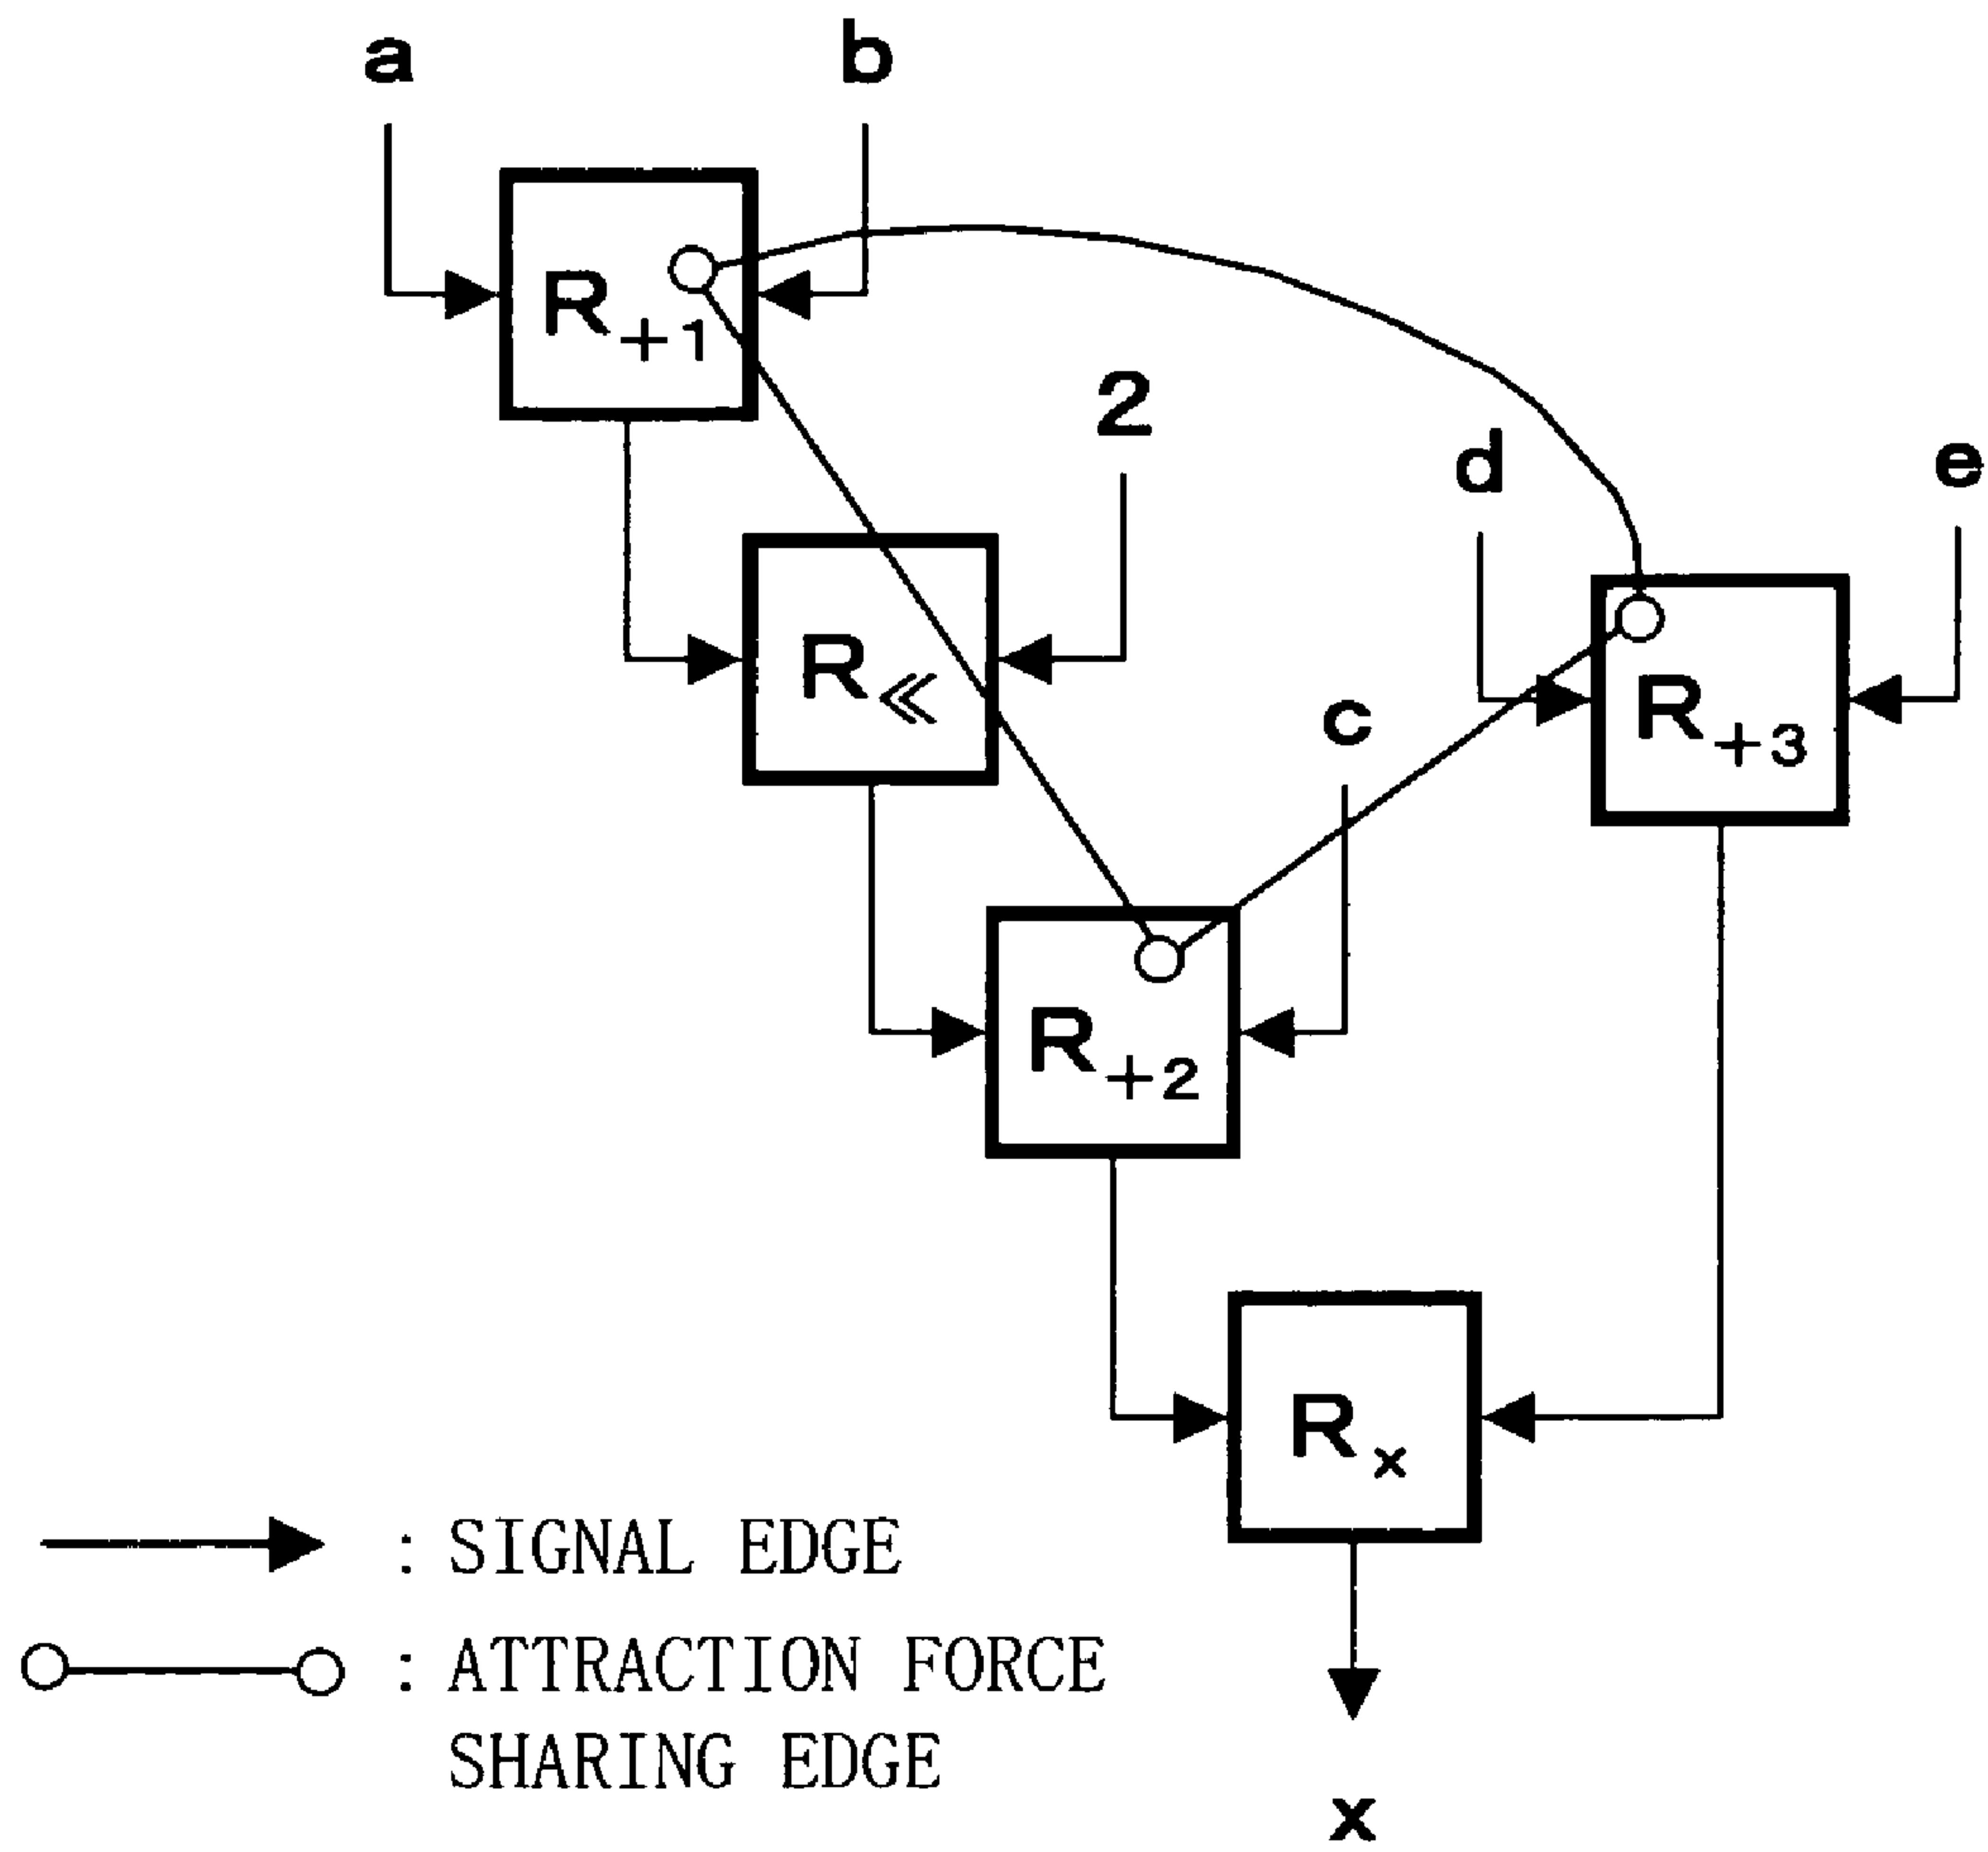 a
b
R+1
2
d
e
R≪
c
R+3
R+2
Rx
: SIGNAL EDGE
: ATTRACTION FORCE
SHARING EDGE
x